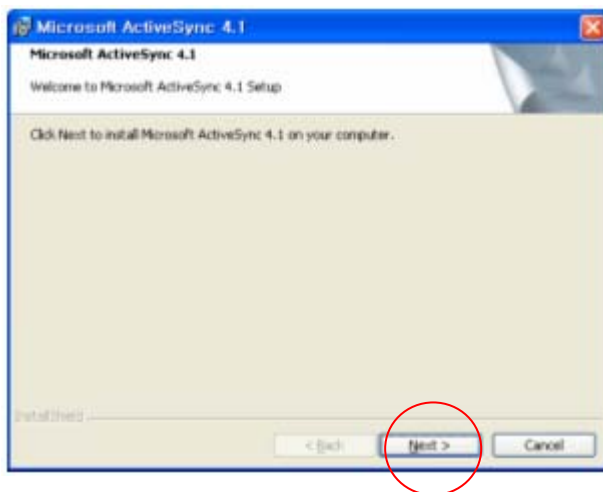 Microsoft ActiveSync 4.1
Microsoft ActiveSync 4.1
Welcome to Microsoft ActiveSync 4.1 Setup
Click Next to install Microsoft ActiveSync 4.1 on your computer.
InstallShield
< Back Next > Cancel